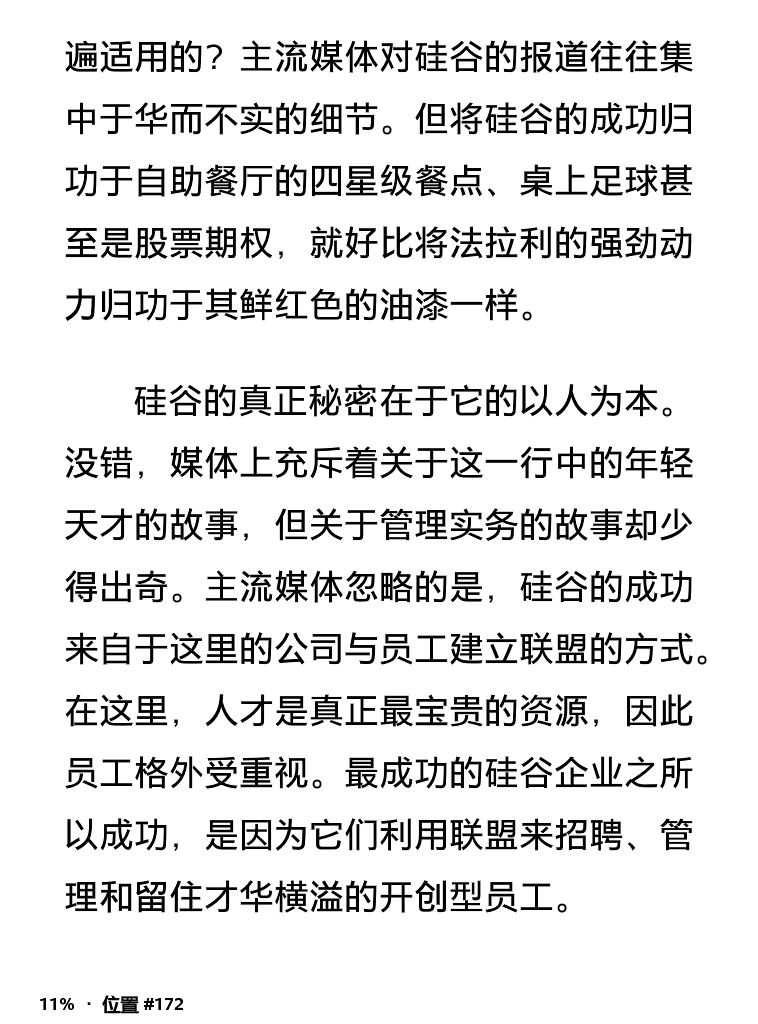 遍适用的？主流媒体对硅谷的报道往往集
中于华而不实的细节。但将硅谷的成功归
功于自助餐厅的四星级餐点、桌上足球甚
至是股票期权，就好比将法拉利的强劲动
力归功于其鲜红色的油漆一样。
硅谷的真正秘密在于它的以人为本。
没错，媒体上充斥着关于这一行中的年轻
天才的故事，但关于管理实务的故事却少
得出奇。主流媒体忽略的是，硅谷的成功
来自于这里的公司与员工建立联盟的方式。
在这里，人才是真正最宝贵的资源，因此
员工格外受重视。最成功的硅谷企业之所
以成功，是因为它们利用联盟来招聘、管
理和留住才华横溢的开创型员工。
11% · 位置 #172